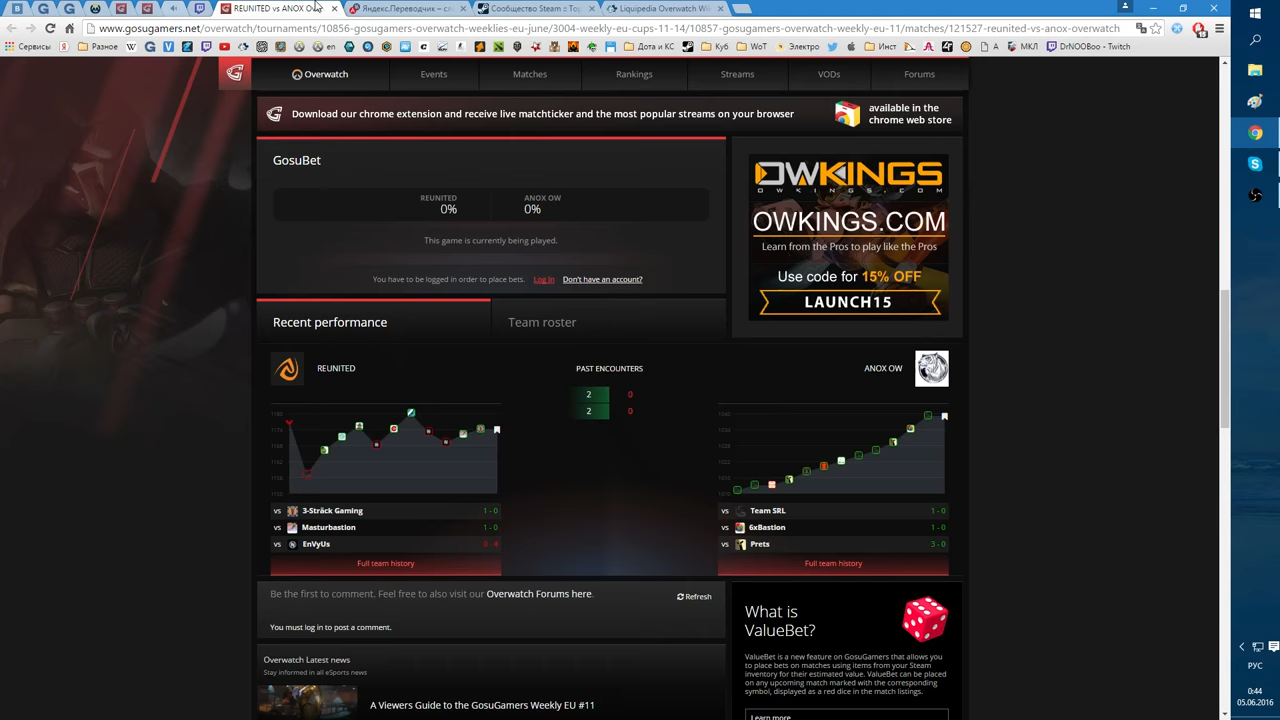 REUNITED vs ANOX OW
Яндекс.Переводчик – сл
Сообщество Steam :: Тор
Liquipedia Overwatch Wi
www.gosugamers.net/overwatch/tournaments/10856-gosugamers-overwatch-weeklies-eu-june/3004-weekly-eu-cups-11-14/10857-gosugamers-overwatch-weekly-eu-11/matches/121527-reunited-vs-anox-overwatch
Сервисы Разное W en Дота и КС Куб WoT Электро МКЛ Инст A МКЛ DrNOOBoo - Twitch
Overwatch Events Matches Rankings Streams VODs Forums
Download our chrome extension and receive live matchticker and the most popular streams on your browser
available in the
chrome web store
GosuBet
REUNITED ANOX OW
0% 0%
This game is currently being played.
You have to be logged in order to place bets. Log in Don't have an account?
OWKINGS
OWKINGS.COM
OWKINGS.COM
Learn from the Pros to play like the Pros
Use code for 15% OFF
LAUNCH15
Recent performance Team roster
REUNITED PAST ENCOUNTERS ANOX OW
2 0
2 0
vs 3-Sträck Gaming 1 - 0
vs Masturbastion 1 - 0
vs EnVyUs 0 - 4
Full team history
vs Team SRL 1 - 0
vs 6xBastion 1 - 0
vs Prets 3 - 0
Full team history
Be the first to comment. Feel free to also visit our Overwatch Forums here. Refresh
You must log in to post a comment.
What is
ValueBet?
ValueBet is a new feature on GosuGamers that allows you
to place bets on matches using items from your Steam
inventory for their estimated value. ValueBet can be placed
on any upcoming match marked with the corresponding
symbol, displayed as a red dice in the match listings.
Learn more
Overwatch Latest news
Stay informed in all eSports news
A Viewers Guide to the GosuGamers Weekly EU #11
РУС
0:44
05.06.2016